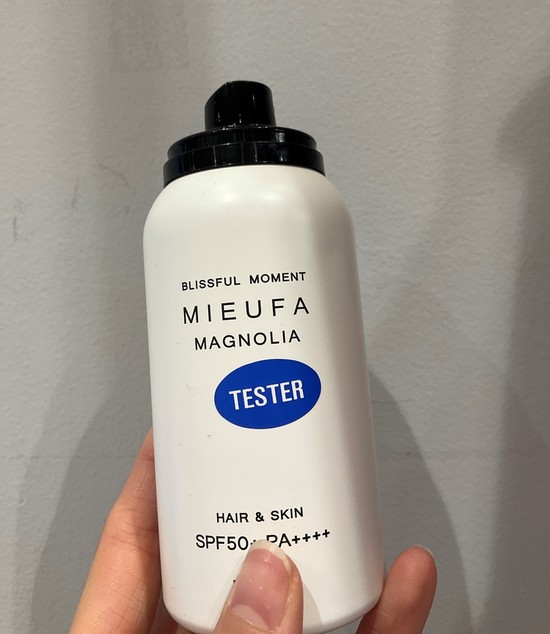 BLISSFUL MOMENT
MIEUFA
MAGNOLIA
TESTER
HAIR & SKIN
SPF50+ PA++++